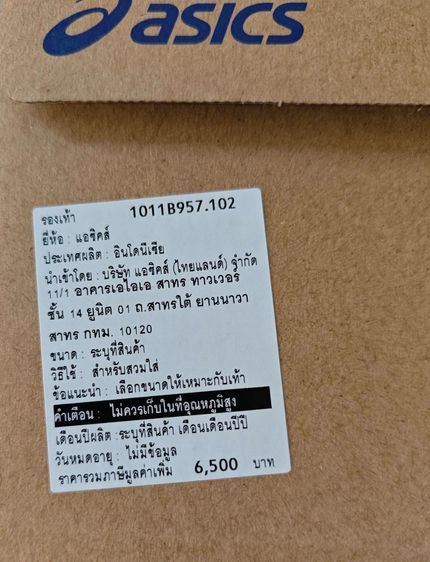 asics
รองเท้า 1011B957.102
ยี่ห้อ : แอซิคส์
ประเทศผลิต : อินโดนีเซีย
นำเข้าโดย : บริษัท แอซิคส์ (ไทยแลนด์) จำกัด
11/1 อาคารเอไอเอ สาทร ทาวเวอร์
ชั้น 14 ยูนิต 01 ถ.สาทรใต้ ยานนาวา
สาทร กทม. 10120
ขนาด : ระบุที่สินค้า
วิธีใช้ : สำหรับสวมใส่
ข้อแนะนำ : เลือกขนาดให้เหมาะกับเท้า
คำเตือน : ไม่ควรเก็บในที่อุณหภูมิสูง
เดือนปีผลิต :ระบุที่สินค้า เดือนเดือนปีปี
วันหมดอายุ : ไม่มีข้อมูล
ราคารวมภาษีมูลค่าเพิ่ม 6,500 บาท